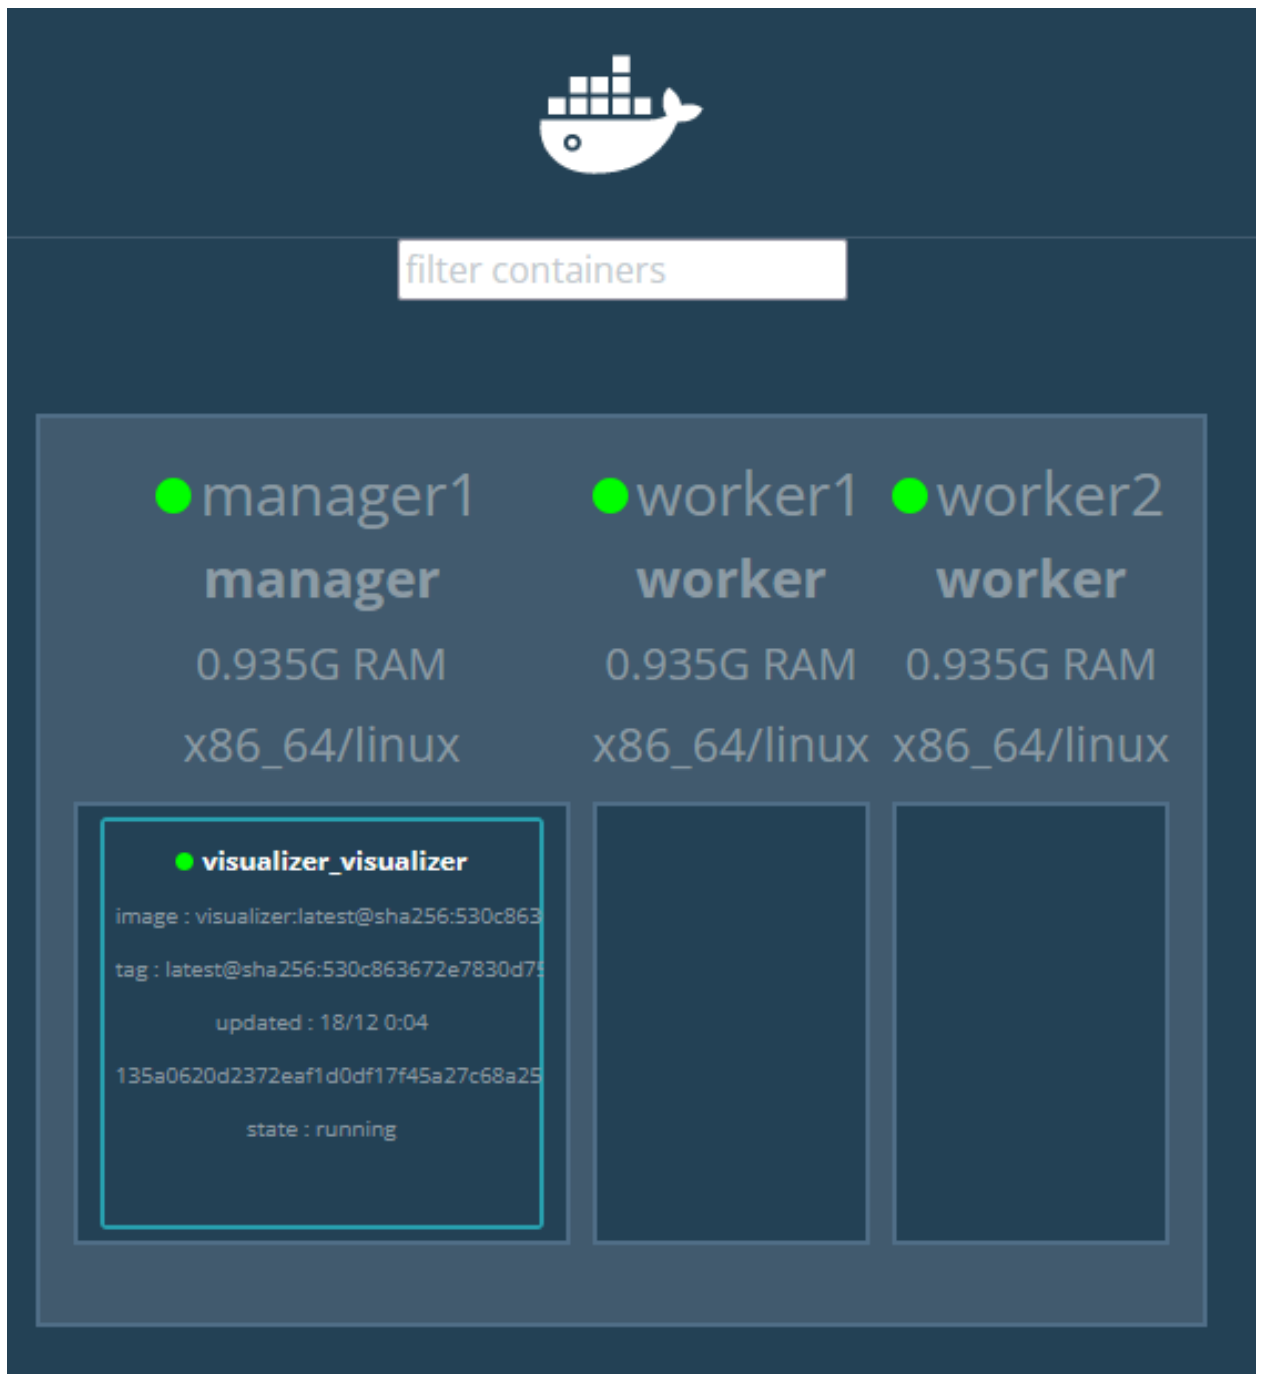 filter containers
manager1
manager
0.935G RAM
x86_64/linux
worker1
worker
0.935G RAM
x86_64/linux
worker2
worker
0.935G RAM
x86_64/linux
visualizer_visualizer
image : visualizer:latest@sha256:530c863
tag : latest@sha256:530c863672e7830d75
updated : 18/12 0:04
135a0620d2372eaf1d0df17f45a27c68a25
state : running